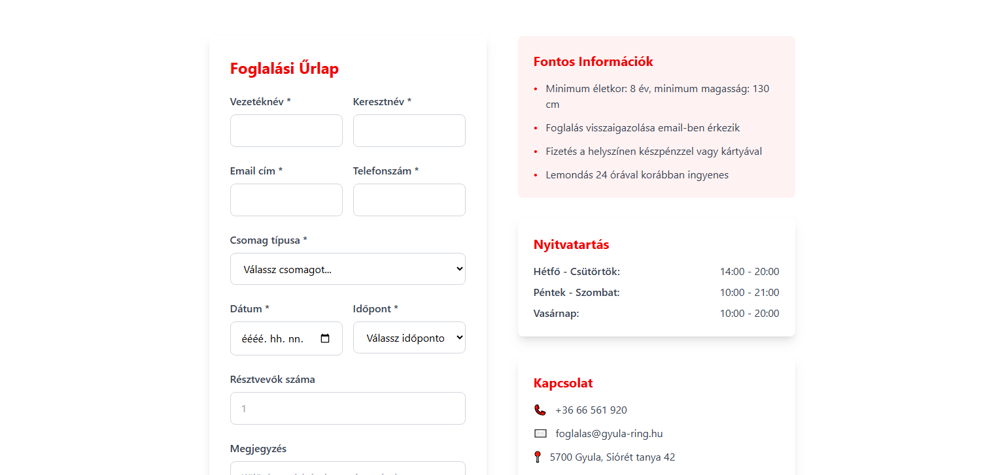 Foglalási Űrlap
Vezetéknév *
Keresztnév *
Email cím *
Telefonszám *
Csomag típusa *
Válassz csomagot...
Dátum *
Időpont *
éééé. hh. nn.
Válassz időponto
Résztvevők száma
1
Megjegyzés
Fontos Információk
• Minimum életkor: 8 év, minimum magasság: 130
cm
• Foglalás visszaigazolása email-ben érkezik
• Fizetés a helyszínen készpénzzel vagy kártyával
• Lemondás 24 órával korábban ingyenes
Nyitvatartás
Hétfő - Csütörtök: 14:00 - 20:00
Péntek - Szombat: 10:00 - 21:00
Vasárnap: 10:00 - 20:00
Kapcsolat
+36 66 561 920
foglalas@gyula-ring.hu
5700 Gyula, Siórét tanya 42